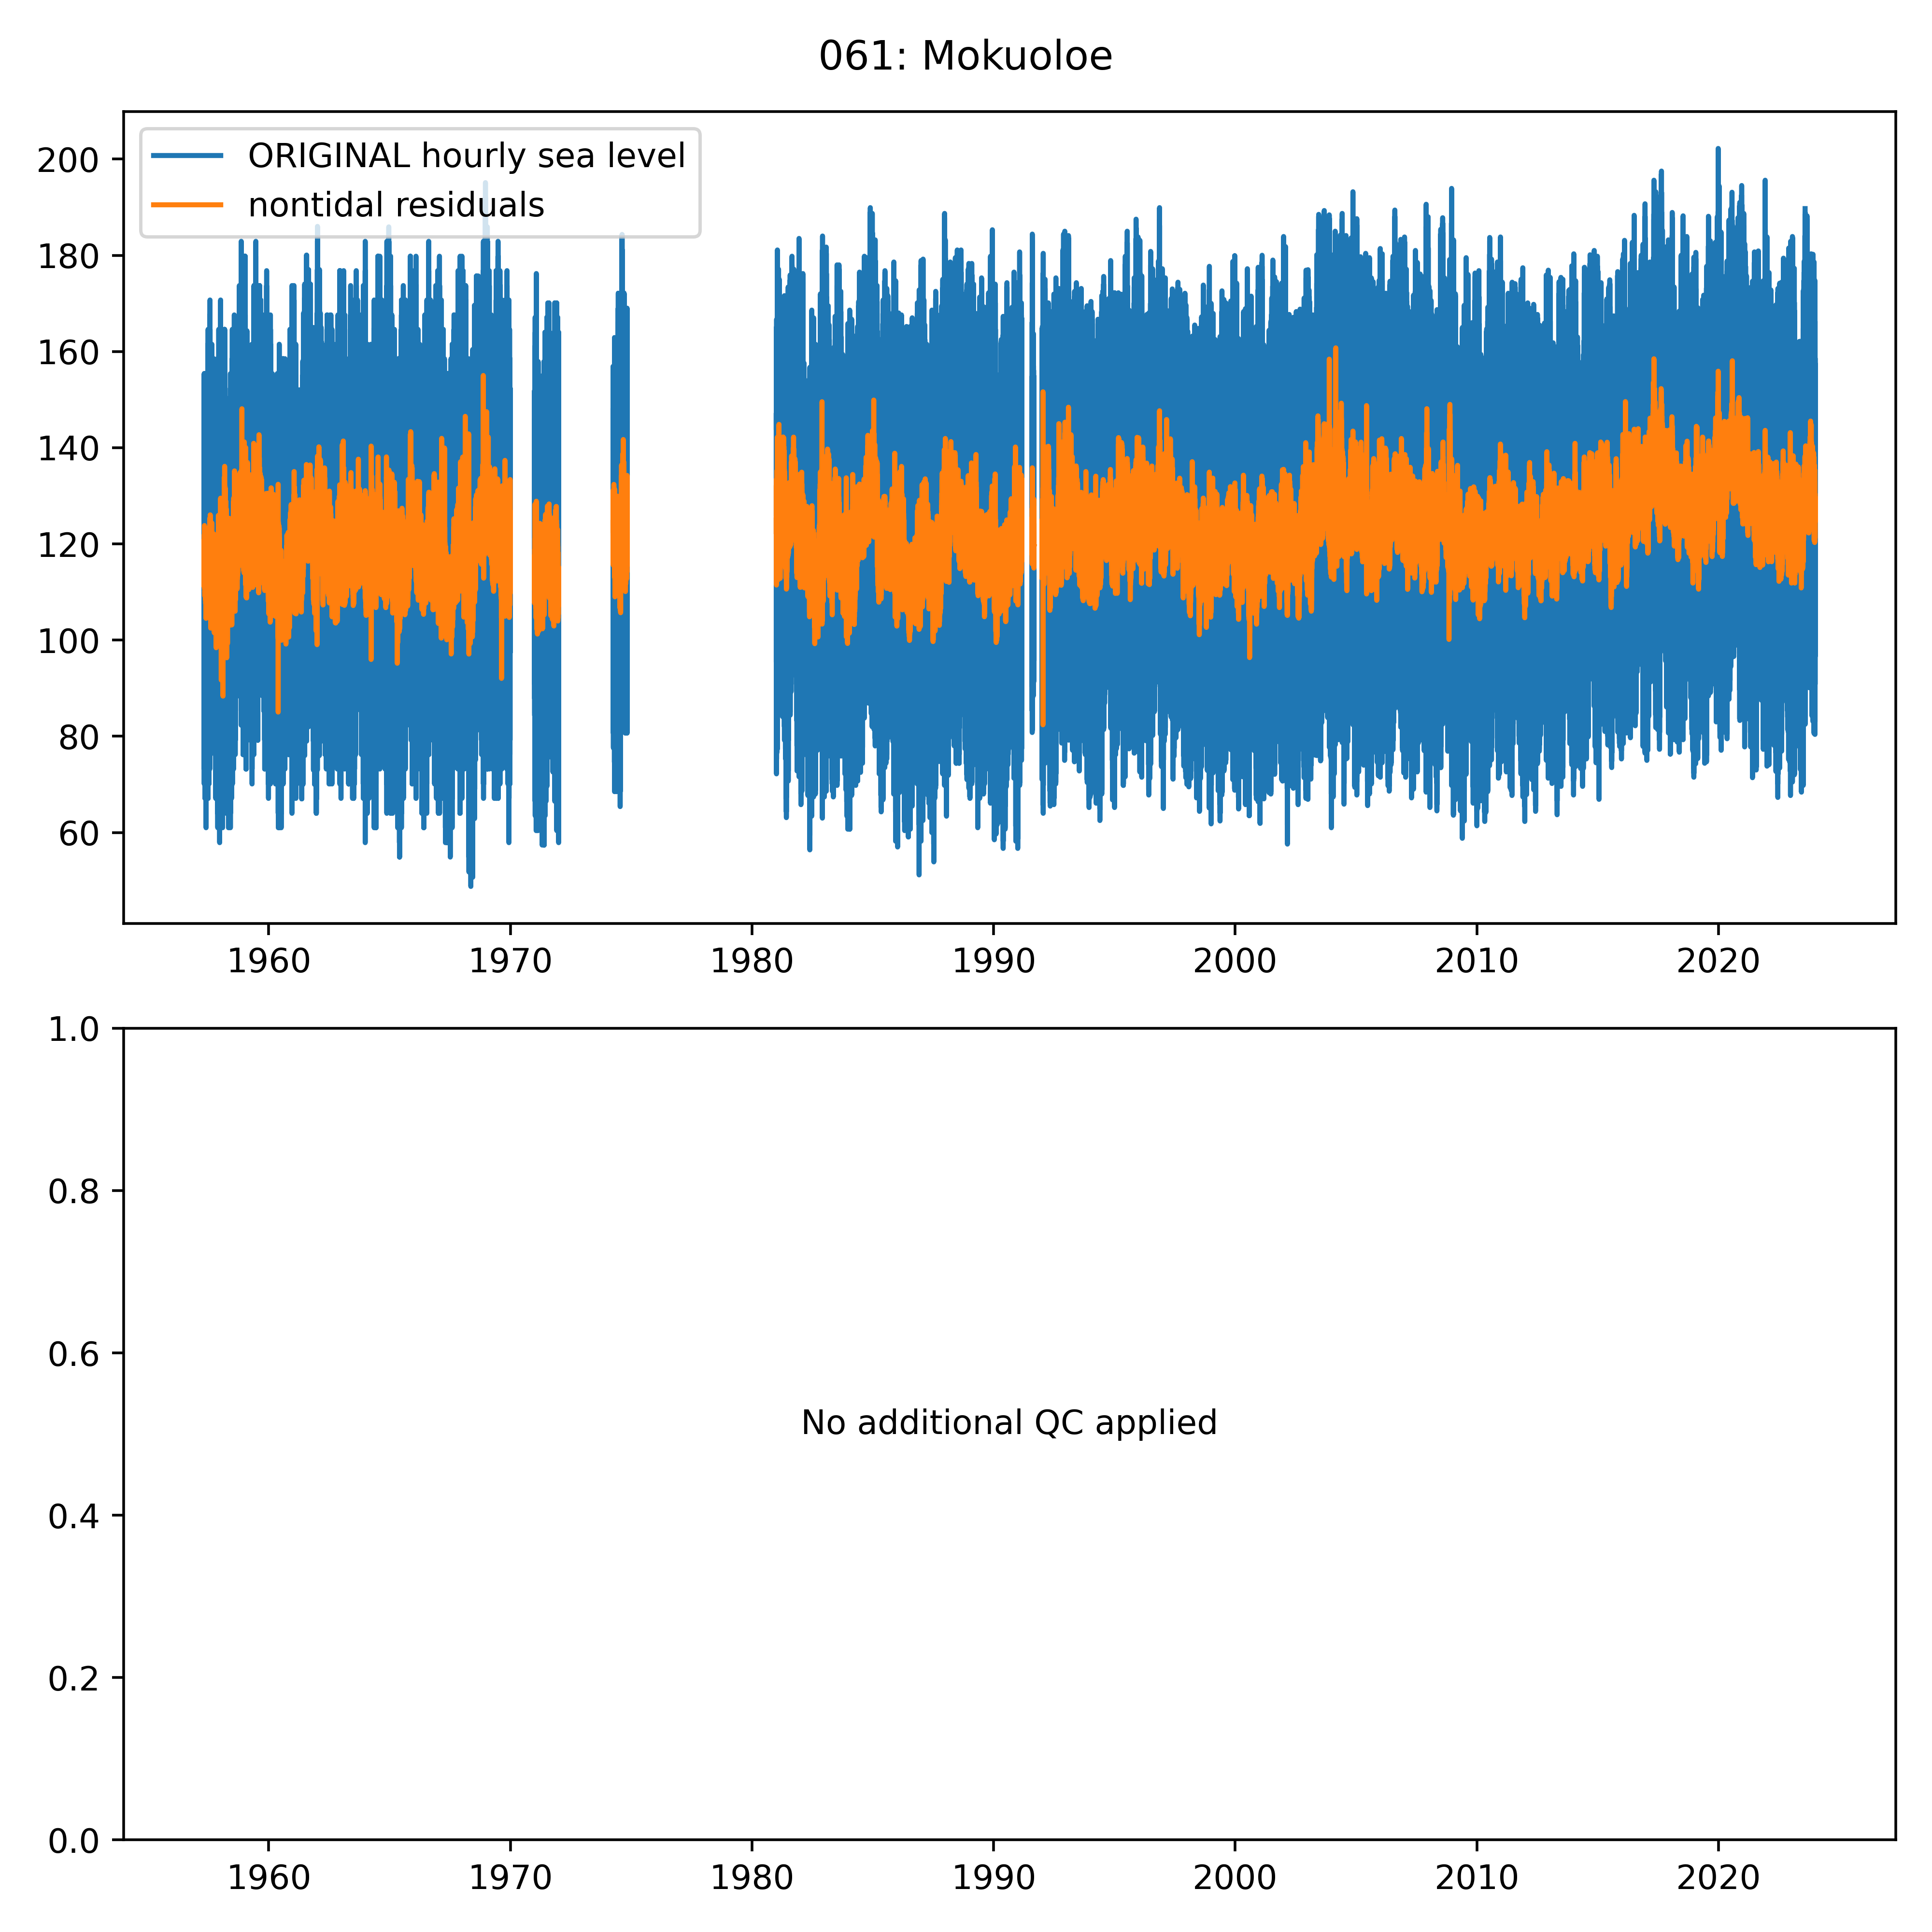 061: Mokuoloe
ORIGINAL hourly sea level
nontidal residuals
200
180
160
140
120
100
80
60
1960 1970 1980 1990 2000 2010 2020
1.0
0.8
0.6
No additional QC applied
0.4
0.2
0.0
1960 1970 1980 1990 2000 2010 2020